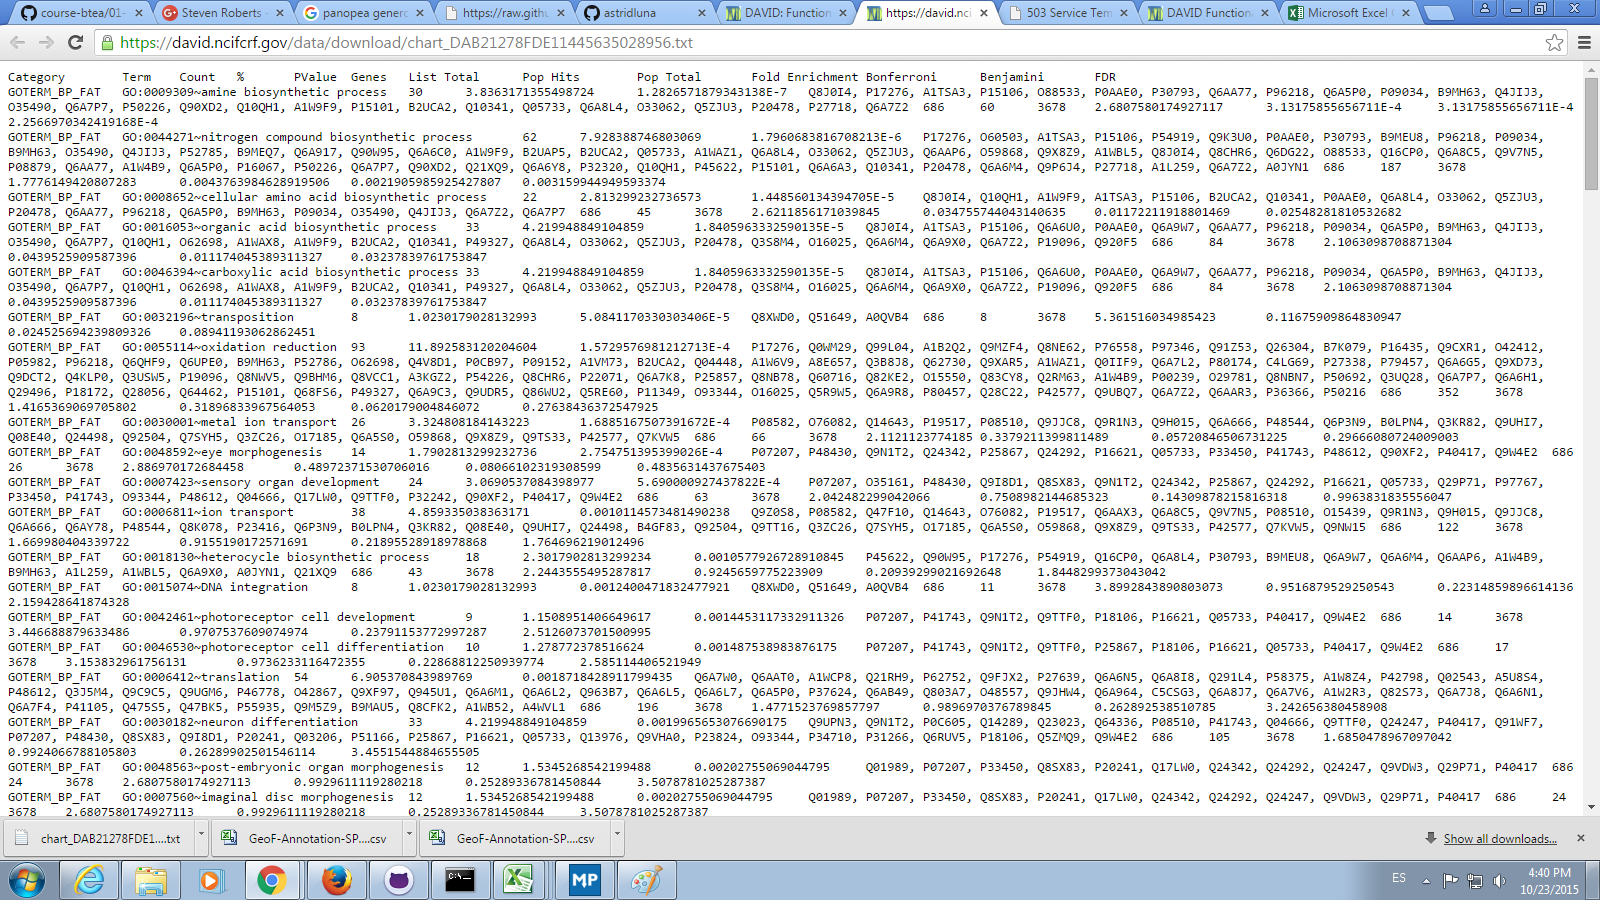 course-btea/01- Steven Roberts - panopea genero https://raw.githu astridluna DAVID: Function https://david.nci 503 Service Tem DAVID Function Microsoft Excel
https://david.ncifcrf.gov/data/download/chart_DAB21278FDE11445635028956.txt
Category Term Count % PValue Genes List Total Pop Hits Pop Total Fold Enrichment Bonferroni Benjamini FDR
GOTERM_BP_FAT GO:0009309~amine biosynthetic process 30 3.8363171355498724 1.2826571879343138E-7 Q8J0I4, P17276, A1TSA3, P15106, O88533, P0AAE0, P30793, Q6AA77, P96218, Q6A5P0, P09034, B9MH63, Q4JIJ3,
O35490, Q6A7P7, P50226, Q90XD2, Q10QH1, A1W9F9, P15101, B2UCA2, Q10341, Q05733, Q6A8L4, O33062, Q5ZJU3, P20478, P27718, Q6A7Z2 686 60 3678 2.6807580174927117 3.13175855656711E-4 3.13175855656711E-4
2.2566970342419168E-4
GOTERM_BP_FAT GO:0044271~nitrogen compound biosynthetic process 62 7.928388746803069 1.7960683816708213E-6 P17276, O60503, A1TSA3, P15106, P54919, Q9K3U0, P0AAE0, P30793, B9MEU8, P96218, P09034,
B9MH63, O35490, Q4JIJ3, P52785, B9MEQ7, Q6A917, Q90W95, Q6A6C0, A1W9F9, B2UAP5, B2UCA2, Q05733, A1WAZ1, Q6A8L4, O33062, Q5ZJU3, Q6AAP6, O59868, Q9X8Z9, A1WBL5, Q8J0I4, Q8CHR6, Q6DG22, O88533, Q16CP0, Q6A8C5, Q9V7N5,
P08879, Q6AA77, A1W4B9, Q6A5P0, P16067, P50226, Q6A7P7, Q90XD2, Q21XQ9, Q6A6Y8, P32320, Q10QH1, P45622, P15101, Q6A6A3, Q10341, P20478, Q6A6M4, Q9P6J4, P27718, A1L259, Q6A7Z2, A0JYN1 686 187 3678
1.7776149420807283 0.0043763984628919506 0.0021905985925427807 0.003159944949593374
GOTERM_BP_FAT GO:0008652~cellular amino acid biosynthetic process 22 2.813299232736573 1.448560134394705E-5 Q8J0I4, Q10QH1, A1W9F9, A1TSA3, P15106, B2UCA2, Q10341, P0AAE0, Q6A8L4, O33062, Q5ZJU3,
P20478, Q6AA77, P96218, Q6A5P0, B9MH63, P09034, O35490, Q4JIJ3, Q6A7Z2, Q6A7P7 686 45 3678 2.6211856171039845 0.034755744043140635 0.01172211918801469 0.02548281810532682
GOTERM_BP_FAT GO:0016053~organic acid biosynthetic process 33 4.219948849104859 1.8405963332590135E-5 Q8J0I4, A1TSA3, P15106, Q6A6U0, P0AAE0, Q6A9W7, Q6AA77, P96218, P09034, Q6A5P0, B9MH63, Q4JIJ3,
O35490, Q6A7P7, Q10QH1, O62698, A1WAX8, A1W9F9, B2UCA2, Q10341, P49327, Q6A8L4, O33062, Q5ZJU3, P20478, Q3S8M4, O16025, Q6A6M4, Q6A9X0, Q6A7Z2, P19096, Q920F5 686 84 3678 2.1063098708871304
0.0439525909587396 0.011174045389311327 0.03237839761753847
GOTERM_BP_FAT GO:0046394~carboxylic acid biosynthetic process 33 4.219948849104859 1.8405963332590135E-5 Q8J0I4, A1TSA3, P15106, Q6A6U0, P0AAE0, Q6A9W7, Q6AA77, P96218, P09034, Q6A5P0, B9MH63, Q4JIJ3,
O35490, Q6A7P7, Q10QH1, O62698, A1WAX8, A1W9F9, B2UCA2, Q10341, P49327, Q6A8L4, O33062, Q5ZJU3, P20478, Q3S8M4, O16025, Q6A6M4, Q6A9X0, Q6A7Z2, P19096, Q920F5 686 84 3678 2.1063098708871304
0.0439525909587396 0.011174045389311327 0.03237839761753847
GOTERM_BP_FAT GO:0032196~transposition 8 1.0230179028132993 5.0841170330303406E-5 Q8XWD0, Q51649, A0QVB4 686 8 3678 5.361516034985423 0.11675909864830947
0.024525694239809326 0.08941193062862451
GOTERM_BP_FAT GO:0055114~oxidation reduction 93 11.892583120204604 1.5729576981212713E-4 P17276, Q0WM29, Q99L04, A1B2Q2, Q9MZF4, Q8NE62, P76558, P97346, Q91Z53, Q26304, B7K079, P16435, Q9CXR1, O42412,
P05982, P96218, Q6QHF9, Q6UPE0, B9MH63, P52786, O62698, Q4V8D1, P0CB97, P09152, A1VM73, B2UCA2, Q04448, A1W6V9, A8E657, Q3B8J8, Q62730, Q9XAR5, A1WAZ1, Q0IIF9, Q6A7L2, P80174, C4LG69, P27338, P79457, Q6A6G5, Q9XD73,
Q9DCT2, Q4KLP0, Q3USW5, P19096, Q8NWV5, Q9BHM6, Q8VCC1, A3KGZ2, P54226, Q8CHR6, P22071, Q6A7K8, P25857, Q8NB78, Q60716, Q82KE2, O15550, Q83CY8, Q2RM63, A1W4B9, P00239, O29781, Q8NBN7, P50692, Q3UQ28, Q6A7P7, Q6A6H1,
Q29496, P18172, Q28056, Q64462, P15101, Q68FS6, P49327, Q6A9C3, Q9UDR5, Q86WU2, Q5RE60, P11349, O93344, O16025, Q5R9W5, Q6A9R8, P80457, Q28C22, P42577, Q9UBQ7, Q6A7Z2, Q6AAR3, P36366, P50216 686 352 3678
1.4165369069705802 0.31896833967564053 0.0620179004846072 0.27638436372547925
GOTERM_BP_FAT GO:0030001~metal ion transport 26 3.324808184143223 1.6885167507391672E-4 P08582, O76082, Q14643, P19517, P08510, Q9JJC8, Q9R1N3, Q9H015, Q6A666, P48544, Q6P3N9, B0LPN4, Q3KR82, Q9UHI7,
Q08E40, Q24498, Q92504, Q7SYH5, Q3ZC26, O17185, Q6A5S0, O59868, Q9X8Z9, Q9TS33, P42577, Q7KVW5 686 66 3678 2.1121123774185 0.3379211399811489 0.05720846506731225 0.29666080724009003
GOTERM_BP_FAT GO:0048592~eye morphogenesis 14 1.7902813299232736 2.754751395399026E-4 P07207, P48430, Q9N1T2, Q24342, P25867, Q24292, P16621, Q05733, P33450, P41743, P48612, Q90XF2, P40417, Q9W4E2 686
26 3678 2.886970172684458 0.48972371530706016 0.08066102319308599 0.4835631437675403
GOTERM_BP_FAT GO:0007423~sensory organ development 24 3.0690537084398977 5.690000927437822E-4 P07207, O35161, P48430, Q9I8D1, Q8SX83, Q9N1T2, Q24342, P25867, Q24292, P16621, Q05733, Q29P71, P97767,
P33450, P41743, O93344, P48612, Q04666, Q17LW0, Q9TTF0, P32242, Q90XF2, P40417, Q9W4E2 686 63 3678 2.042482299042066 0.7508982144685323 0.14309878215816318 0.9963831835556047
GOTERM_BP_FAT GO:0006811~ion transport 38 4.859335038363171 0.0010114573481490238 Q9Z0S8, P08582, Q47F10, Q14643, O76082, P19517, Q6AAX3, Q6A8C5, Q9V7N5, P08510, O15439, Q9R1N3, Q9H015, Q9JJC8,
Q6A666, Q6AY78, P48544, Q8K078, P23416, Q6P3N9, B0LPN4, Q3KR82, Q08E40, Q9UHI7, Q24498, B4GF83, Q92504, Q9TT16, Q3ZC26, Q7SYH5, O17185, Q6A5S0, O59868, Q9X8Z9, Q9TS33, P42577, Q7KVW5, Q9NW15 686 122 3678
1.669980404339722 0.9155190172571691 0.21895528918978868 1.764696219012496
GOTERM_BP_FAT GO:0018130~heterocycle biosynthetic process 18 2.3017902813299234 0.0010577926728910845 P45622, Q90W95, P17276, P54919, Q16CP0, Q6A8L4, P30793, B9MEU8, Q6A9W7, Q6A6M4, Q6AAP6, A1W4B9,
B9MH63, A1L259, A1WBL5, Q6A9X0, A0JYN1, Q21XQ9 686 43 3678 2.2443555495287817 0.9245659775223909 0.20939299021692648 1.8448299373043042
GOTERM_BP_FAT GO:0015074~DNA integration 8 1.0230179028132993 0.0012400471832477921 Q8XWD0, Q51649, A0QVB4 686 11 3678 3.8992843890803073 0.9516879529250543 0.22314859896614136
2.159428641874328
GOTERM_BP_FAT GO:0042461~photoreceptor cell development 9 1.1508951406649617 0.0014453117332911326 P07207, P41743, Q9N1T2, Q9TTF0, P18106, P16621, Q05733, P40417, Q9W4E2 686 14 3678
3.446688879633486 0.9707537609074974 0.23791153772997287 2.5126073701500995
GOTERM_BP_FAT GO:0046530~photoreceptor cell differentiation 10 1.278772378516624 0.001487538983876175 P07207, P41743, Q9N1T2, Q9TTF0, P25867, P18106, P16621, Q05733, P40417, Q9W4E2 686 17
3678 3.153832961756131 0.9736233116472355 0.22868812250939774 2.585114406521949
GOTERM_BP_FAT GO:0006412~translation 54 6.905370843989769 0.0018718428911799435 Q6A7W0, Q6AAT0, A1WCP8, Q21RH9, P62752, Q9FJX2, P27639, Q6A6N5, Q6A8I8, Q291L4, P58375, A1W8Z4, P42798, Q02543, A5U8S4,
P48612, Q3J5M4, Q9C9C5, Q9UGM6, P46778, O42867, Q9XF97, Q945U1, Q6A6M1, Q6A6L2, Q963B7, Q6A6L5, Q6A6L7, Q6A5P0, P37624, Q6AB49, Q803A7, O48557, Q9JHW4, Q6A964, C5CSG3, Q6A8J7, Q6A7V6, A1W2R3, Q82S73, Q6A7J8, Q6A6N1,
Q6A7F4, P41105, Q47S5, Q47BK5, P55935, Q9M5Z9, B9MAU5, Q8CFK2, A1WB52, A4WVL1 686 196 3678 1.4771523769857797 0.9896970376789845 0.262892538510785 3.242656380458908
GOTERM_BP_FAT GO:0030182~neuron differentiation 33 4.219948849104859 0.0019965653076690175 Q9UPN3, Q9N1T2, P0C605, Q14289, Q23023, Q64336, P08510, P41743, Q04666, Q9TTF0, Q24247, P40417, Q91WF7,
P07207, P48430, Q8SX83, Q9I8D1, P20241, Q03206, P51166, P25867, P16621, Q05733, Q13976, Q9VHA0, P23824, O93344, P34710, P31266, Q6RUV5, P18106, Q5ZMQ9, Q9W4E2 686 105 3678 1.6850478967097042
0.9924066788105803 0.26289902501546114 3.4551544884655505
GOTERM_BP_FAT GO:0048563~post-embryonic organ morphogenesis 12 1.5345268542199488 0.002027550690​44795 Q01989, P07207, P33450, Q8SX83, P20241, Q17LW0, Q24342, Q24292, Q24247, Q9VDW3, Q29P71, P40417 686
24 3678 2.6807580174927113 0.9929611119280218 0.25289336781450844 3.5078781025287387
GOTERM_BP_FAT GO:0007560~imaginal disc morphogenesis 12 1.5345268542199488 0.00202755069044795 Q01989, P07207, P33450, Q8SX83, P20241, Q17LW0, Q24342, Q24292, Q24247, Q9VDW3, Q29P71, P40417 686 24
3678 2.6807580174927113 0.9929611119280218 0.25289336781450844 3.5078781025287387
chart_DAB21278FDE1....txt GeoF-Annotation-SP....csv GeoF-Annotation-SP....csv Show all downloads...
C:\_ MP ES 4:40 PM
10/23/2015